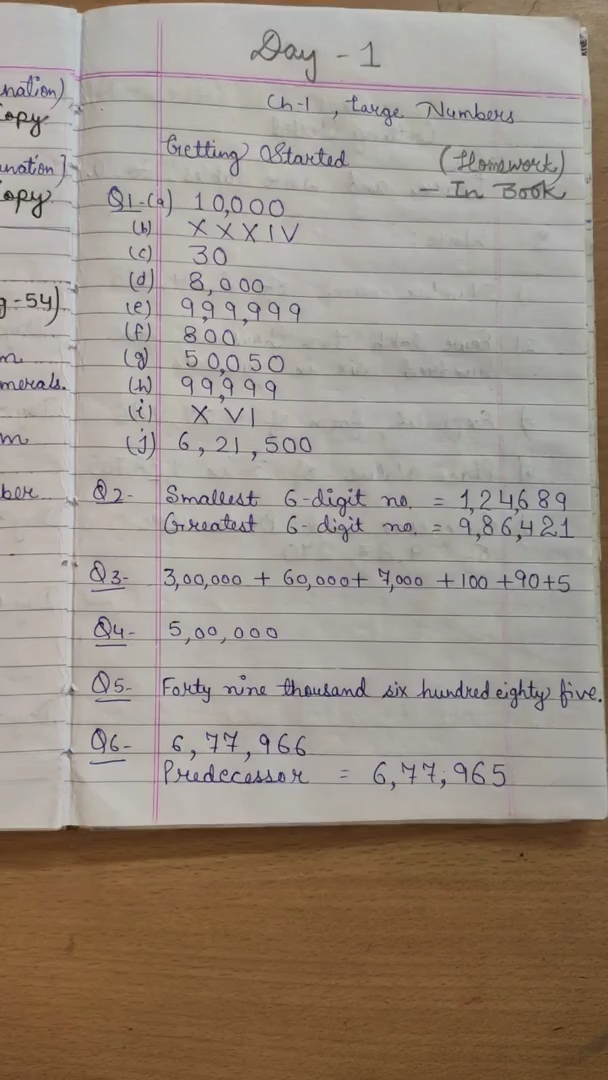 Day - 1
Ch-1, Large Numbers
Getting Started (Homework)
- In Book
Q1-(a) 10,000
(b) XXXIV
(c) 30
(d) 8,000
(e) 999,999
(f) 800
(g) 50,050
(h) 99,999
(i) XVI
(j) 6,21,500
Q2- Smallest 6-digit no. = 1,24,689
Greatest 6-digit no. = 9,86,421
Q3- 3,00,000 + 60,000+ 7,000 +100 +90+5
Q4- 5,00,000
Q5- Forty nine thousand six hundred eighty five.
Q6- 6,77,966
Predecessor = 6,77,965
nation)
opy
nation]
opy
g-54)
m
merals.
m
ber